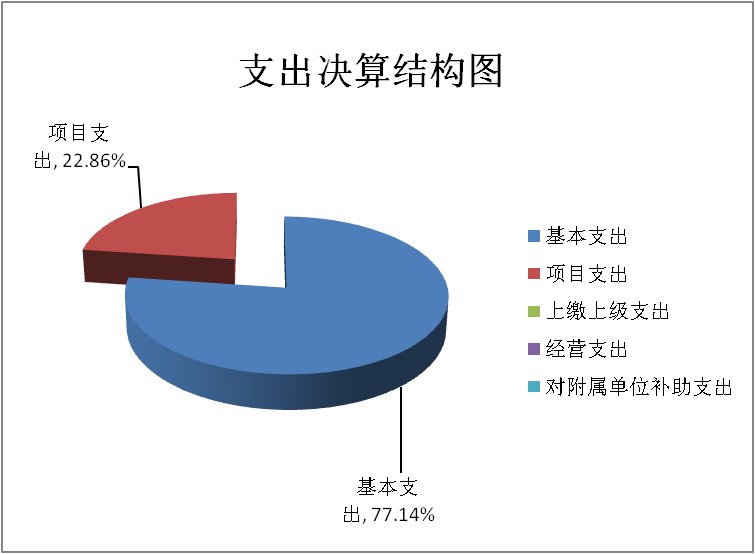 支出决算结构图
项目支
出, 22.86%
基本支出
项目支出
上缴上级支出
经营支出
对附属单位补助支出
基本支
出, 77.14%